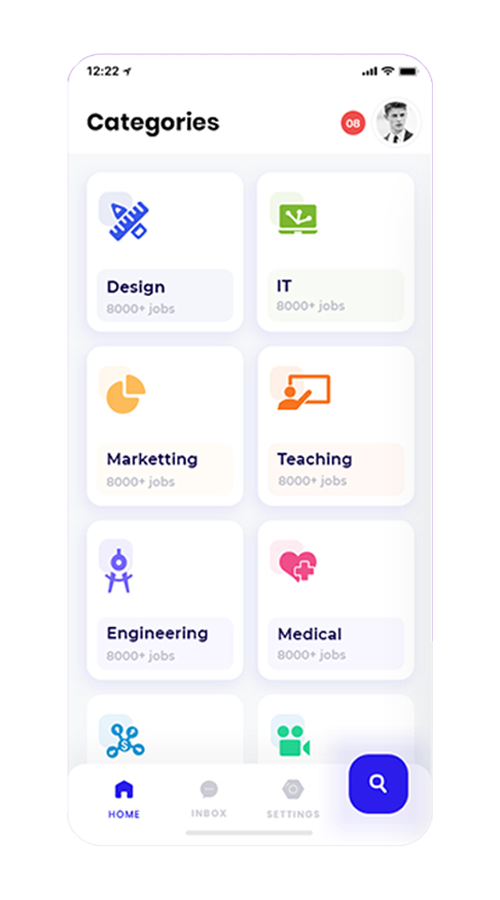 12:22
Categories
08
Design
8000+ jobs
IT
8000+ jobs
Marketting
8000+ jobs
Teaching
8000+ jobs
Engineering
8000+ jobs
Medical
8000+ jobs
$
HOME
INBOX
SETTINGS